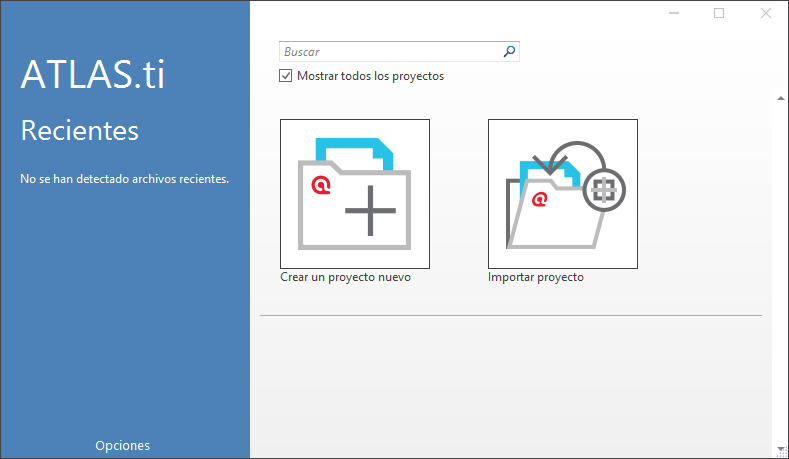 ATLAS.ti
Recientes
No se han detectado archivos recientes.
Opciones
Buscar
Mostrar todos los proyectos
Crear un proyecto nuevo
Importar proyecto